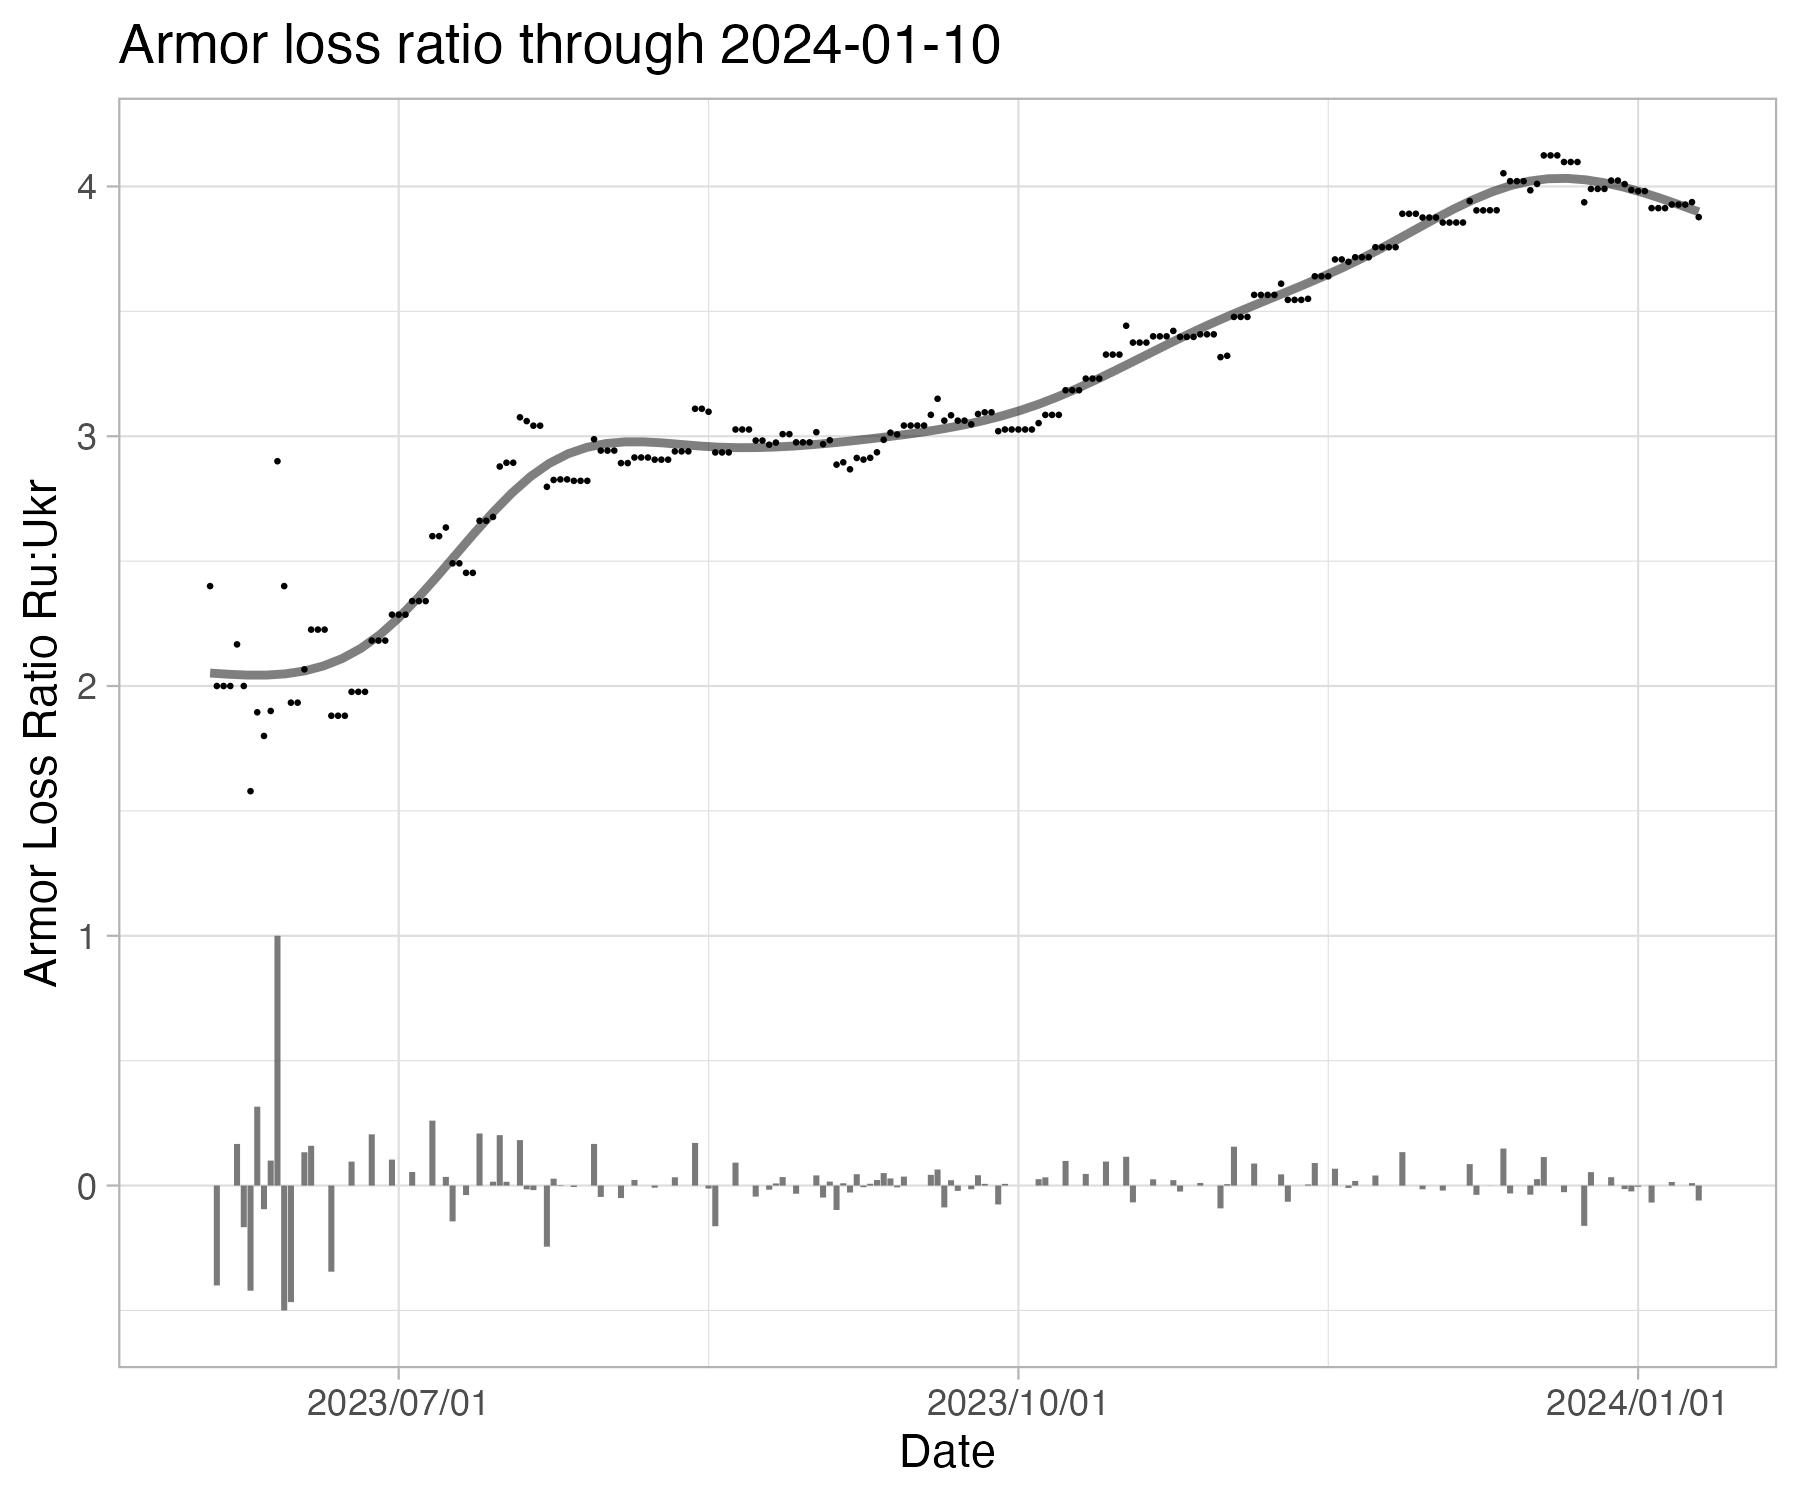 Armor loss ratio through 2024-01-10
Armor Loss Ratio Ru:Ukr
4
3
2
1
0
2023/07/01
2023/10/01
2024/01/01
Date